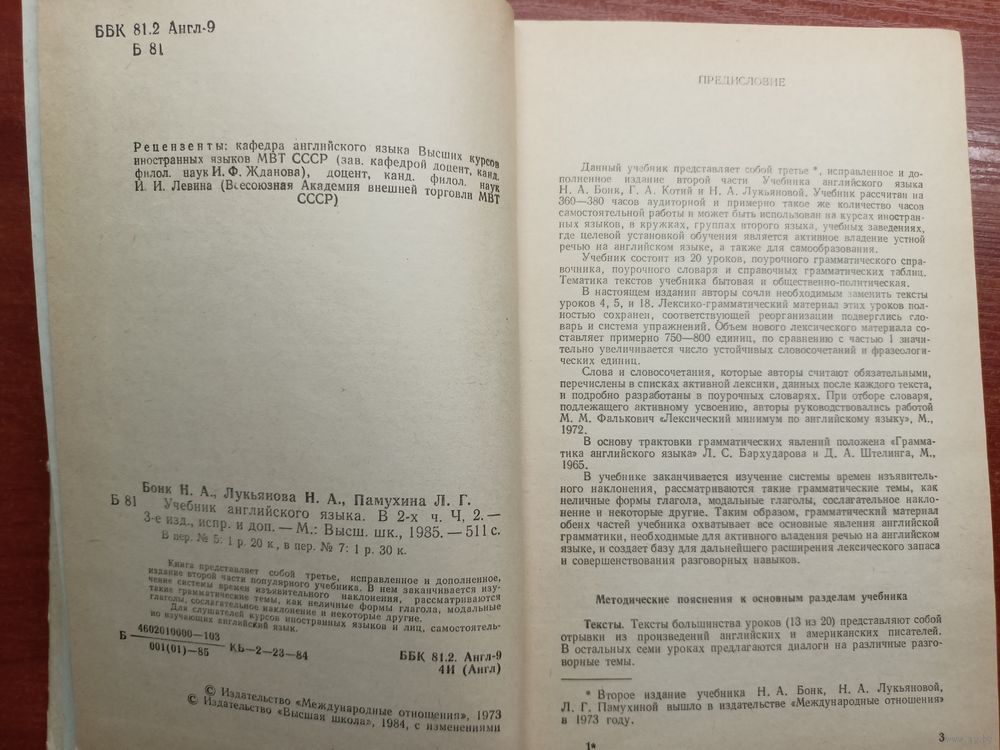 ББК 81.2 Англ-9
Б 81
Рецензенты: кафедра английского языка Высших курсов
иностранных языков МВТ СССР (зав. кафедрой доцент, канд.
филол. наук И. Ф. Жданова), доцент, канд. филол. наук
И. И. Левина (Всесоюзная Академия внешней торговли МВТ
СССР)
Бонк Н. А., Лукьянова Н. А., Памухина Л. Г.
Б 81 Учебник английского языка. В 2-х ч. Ч, 2.—
3-е изд., испр. и доп. — М.: Высш. шк., 1985. — 511 с.
В пер. № 5: 1 р. 20 к., в пер. № 7: 1 р. 30 к.
Книга представляет собой третье, исправленное и дополненное,
издание второй части популярного учебника. В нем заканчивается изу-
чение системы времен изъявительного наклонения, рассматриваются
такие грамматические темы, как неличные формы глагола, модальные
глаголы, сослагательное наклонение и некоторые другие.
Для слушателей курсов иностранных языков и лиц, самостоятель-
но изучающих английский язык.
Б 4602010000—103
001(01)—85 КБ—2—23—84
ББК 81.2. Англ-9
4И (Англ)
© Издательство «Международные отношения», 1973
© Издательство «Высшая школа», 1984, с изменениями
ПРЕДИСЛОВИЕ
Данный учебник представляет собой третье *, исправленное и до-
полненное издание второй части Учебника английского языка
Н. А. Бонк, Г. А. Котий и Н. А. Лукьяновой. Учебник рассчитан на
360—380 часов аудиторной и примерно такое же количество часов
самостоятельной работы и может быть использован на курсах иностран-
ных языков, в кружках, группах второго языка, учебных заведениях,
где целевой установкой обучения является активное владение устной
речью на английском языке, а также для самообразования.
Учебник состоит из 20 уроков, поурочного грамматического спра-
вочника, поурочного словаря и справочных грамматических таблиц.
Тематика текстов учебника бытовая и общественно-политическая.
В настоящем издании авторы сочли необходимым заменить тексты
уроков 4, 5, и 18. Лексико-грамматический материал этих уроков пол-
ностью сохранен, соответствующей реорганизации подверглись сло-
варь и система упражнений. Объем нового лексического материала со-
ставляет примерно 750—800 единиц, по сравнению с частью 1 значи-
тельно увеличивается число устойчивых словосочетаний и фразеологи-
ческих единиц.
Слова и словосочетания, которые авторы считают обязательными,
перечислены в списках активной лексики, данных после каждого текста,
и подробно разработаны в поурочных словарях. При отборе словаря,
подлежащего активному усвоению, авторы руководствовались работой
М. М. Фалькович «Лексический минимум по английскому языку», М.,
1972.
В основу трактовки грамматических явлений положена «Грамма-
тика английского языка» Л. С. Бархударова и Д. А. Штелинга, М.,
1965.
В учебнике заканчивается изучение системы времен изъявитель-
ного наклонения, рассматриваются такие грамматические темы, как
неличные формы глагола, модальные глаголы, сослагательное накло-
нение и некоторые другие. Таким образом, грамматический материал
обеих частей учебника охватывает все основные явления английской
грамматики, необходимые для активного владения речью на английском
языке, и создает базу для дальнейшего расширения лексического запаса
и совершенствования разговорных навыков.
Методические пояснения к основным разделам учебника
Тексты. Тексты большинства уроков (13 из 20) представляют собой
отрывки из произведений английских и американских писателей.
В остальных семи уроках предлагаются диалоги на различные разго-
ворные темы.
* Второе издание учебника Н. А. Бонк, Н. А. Лукьяновой,
Л. Г. Памухиной вышло в издательстве «Международные отношения»
в 1973 году.
1*
3